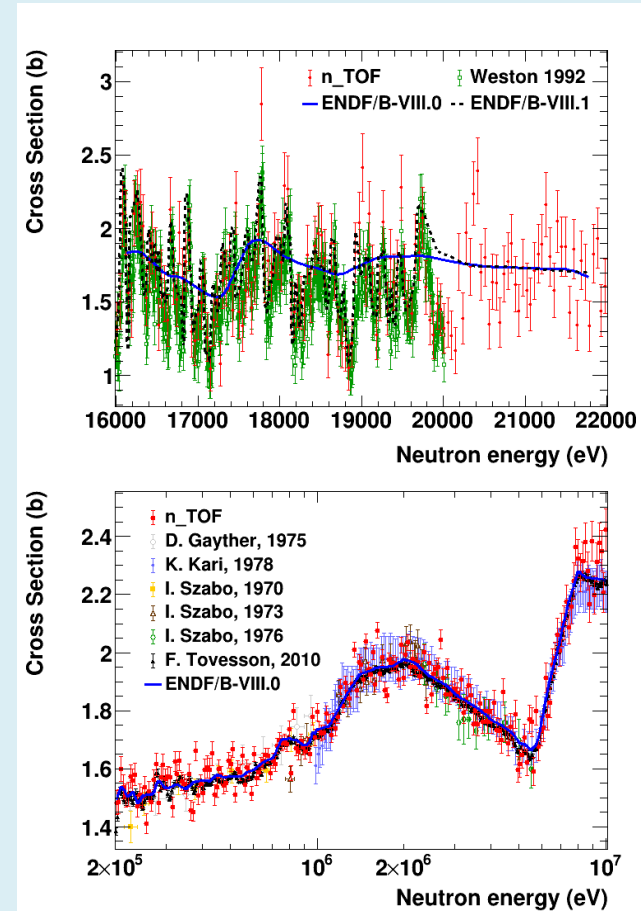 Cross Section (b)
n_TOF
Weston 1992
ENDF/B-VIII.0
ENDF/B-VIII.1
3
2.5
2
1.5
1
16000 17000 18000 19000 20000 21000 22000
Neutron energy (eV)
Cross Section (b)
n_TOF
D. Gayther, 1975
K. Kari, 1978
I. Szabo, 1970
I. Szabo, 1973
I. Szabo, 1976
F. Tovesson, 2010
ENDF/B-VIII.0
2.4
2.2
2
1.8
1.6
1.4
2×10⁵ 10⁶ 2×10⁶ 10⁷
Neutron energy (eV)